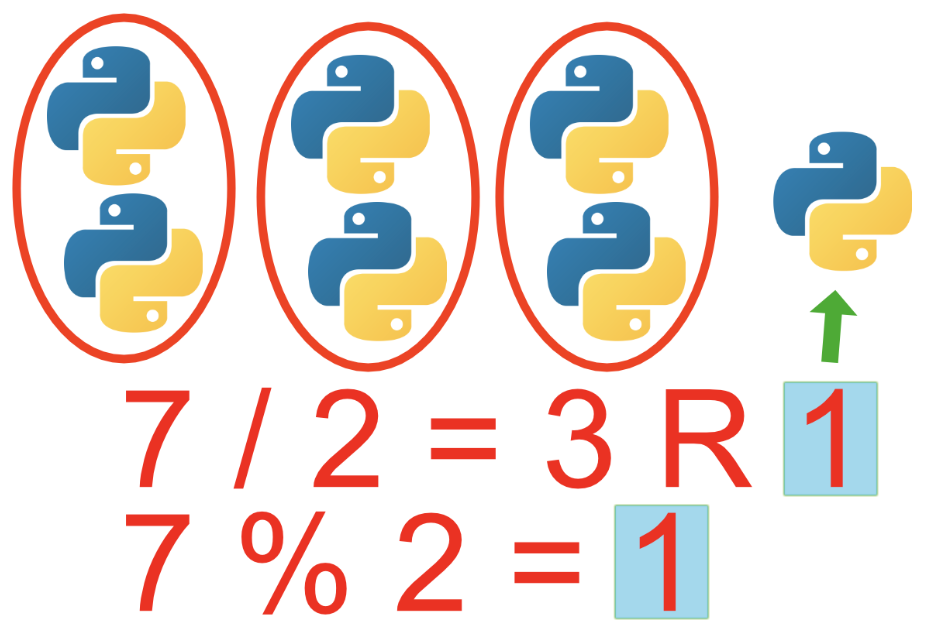 7 / 2 = 3 R 1
7 % 2 = 1